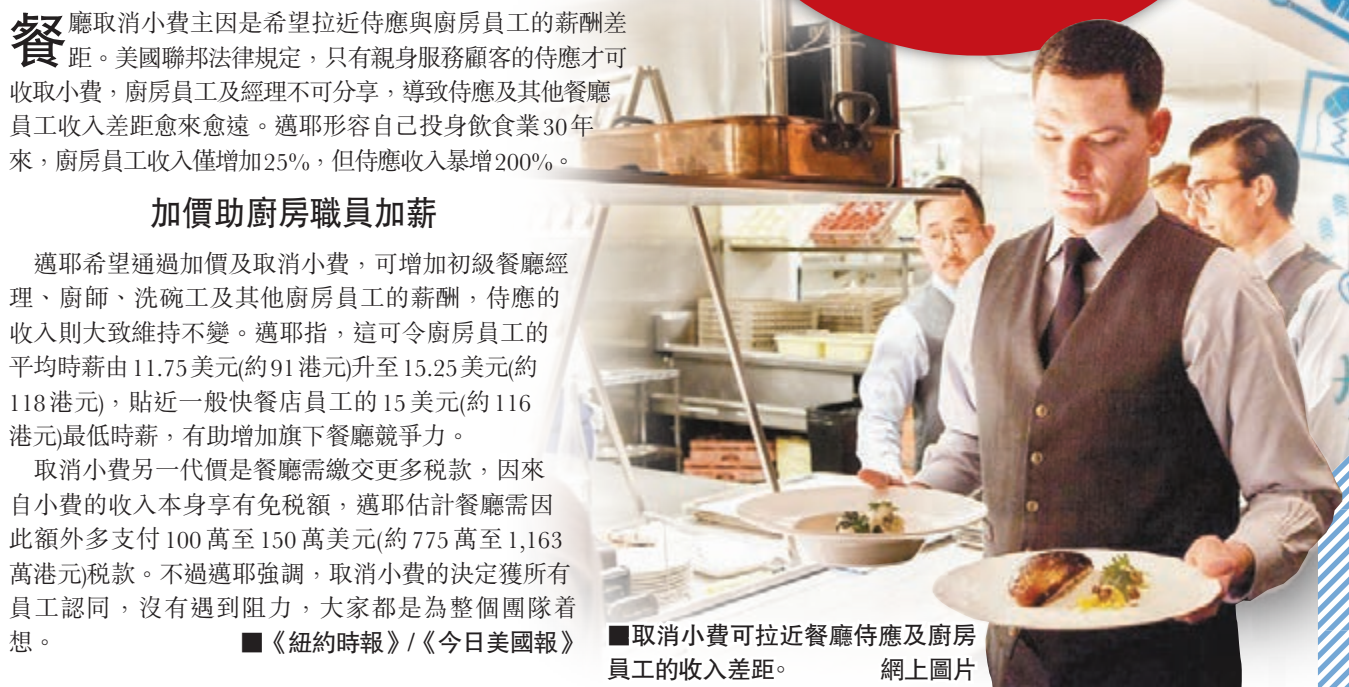 餐廳取消小費主因是希望拉近侍應與廚房員工的薪酬差
距。美國聯邦法律規定，只有親身服務顧客的侍應才可
收取小費，廚房員工及經理不可分享，導致侍應及其他餐廳
員工收入差距愈來愈遠。邁耶形容自己投身飲食業30年
來，廚房員工收入僅增加25%，但侍應收入暴增200%。
加價助廚房職員加薪
邁耶希望通過加價及取消小費，可增加初級餐廳經
理、廚師、洗碗工及其他廚房員工的薪酬，侍應的
收入則大致維持不變。邁耶指，這可令廚房員工的
平均時薪由11.75美元(約91港元)升至15.25美元(約
118港元)，貼近一般快餐店員工的15美元(約116
港元)最低時薪，有助增加旗下餐廳競爭力。
取消小費另一代價是餐廳需繳交更多税款，因來
自小費的收入本身享有免税額，邁耶估計餐廳需因
此額外多支付100萬至150萬美元(約775萬至1,163
萬港元)税款。不過邁耶強調，取消小費的決定獲所有
員工認同，沒有遇到阻力，大家都是為整個團隊着
想。 ■《紐約時報》/《今日美國報》
■取消小費可拉近餐廳侍應及廚房
員工的收入差距。 網上圖片